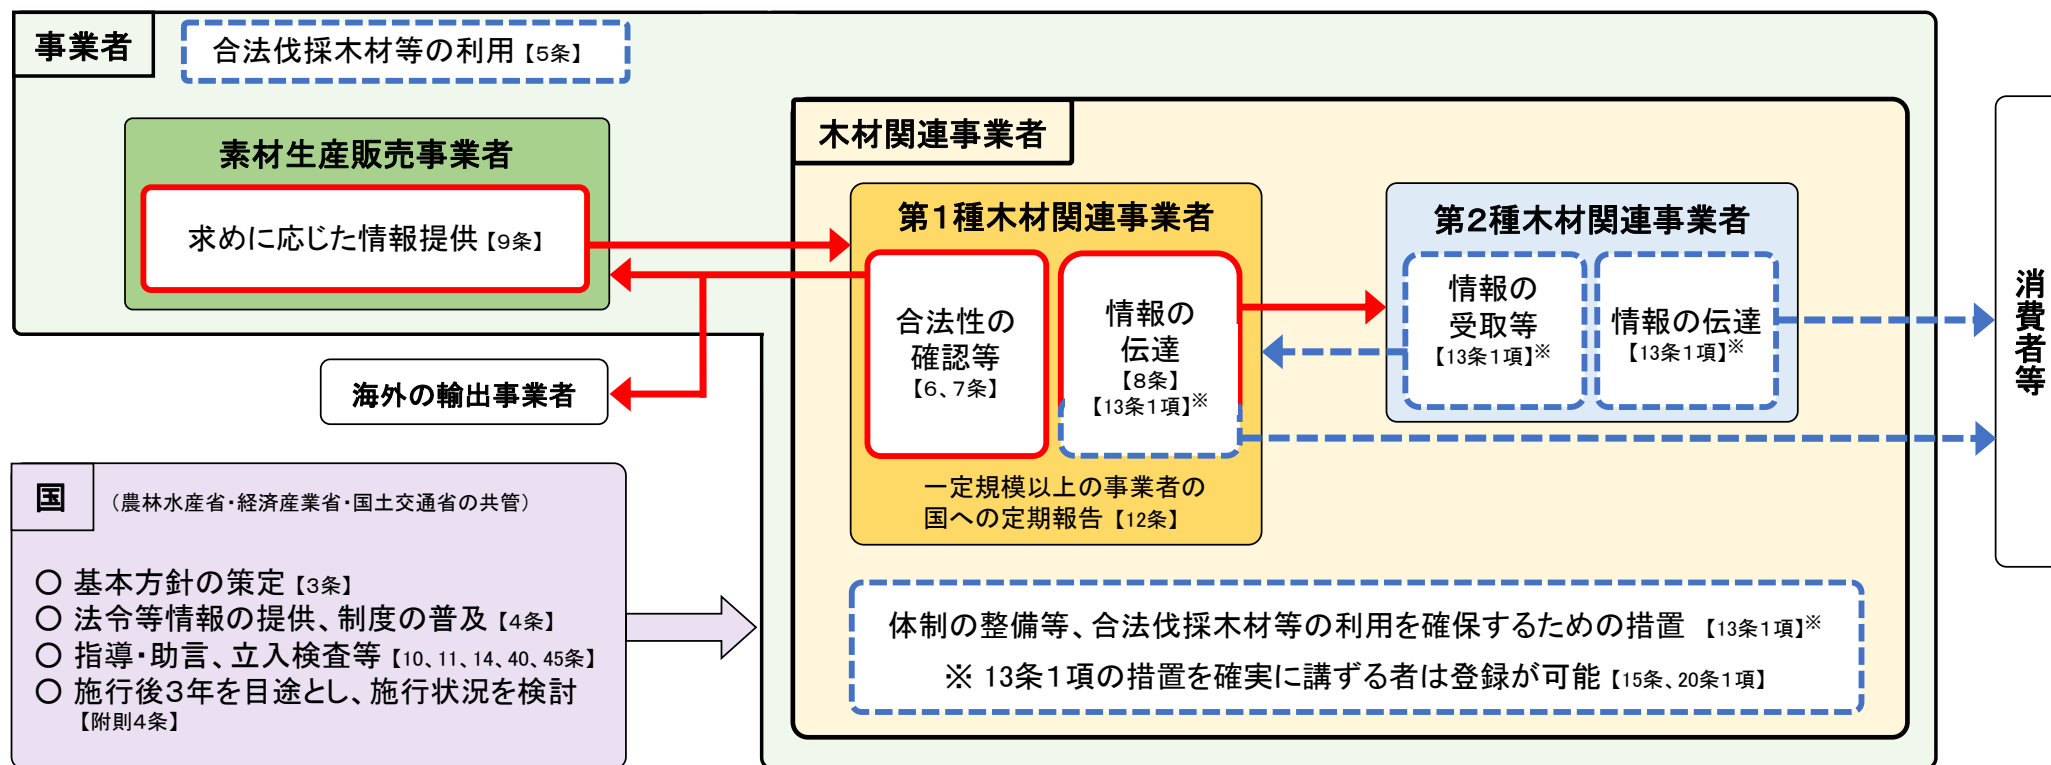 事業者
合法伐採木材等の利用【5条】
素材生産販売事業者
求めに応じた情報提供【9条】
海外の輸出事業者
木材関連事業者
第1種木材関連事業者
合法性の
確認等
【6、7条】
情報の
伝達
【8条】
【13条1項】※
一定規模以上の事業者の
国への定期報告【12条】
第2種木材関連事業者
情報の
受取等
【13条1項】※
情報の伝達
【13条1項】※
消費者等
体制の整備等、合法伐採木材等の利用を確保するための措置 【13条1項】※
※ 13条1項の措置を確実に講ずる者は登録が可能【15条、20条1項】
国
（農林水産省・経済産業省・国土交通省の共管）
○ 基本方針の策定【3条】
○ 法令等情報の提供、制度の普及【4条】
○ 指導・助言、立入検査等【10、11、14、40、45条】
○ 施行後3年を目途とし、施行状況を検討
【附則4条】